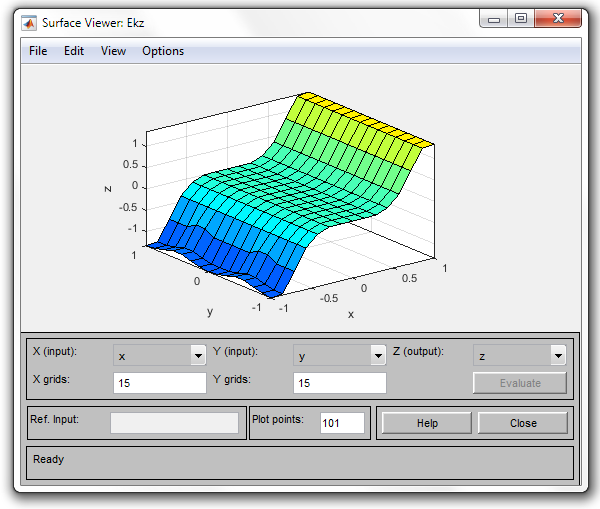 Surface Viewer: Ekz
File Edit View Options
1
0.5
0
-0.5
-1
z
1
0
-1
y
-1
-0.5
0
0.5
1
x
X (input): x Y (input): y Z (output): z
X grids: 15 Y grids: 15 Evaluate
Ref. Input: Plot points: 101 Help Close
Ready